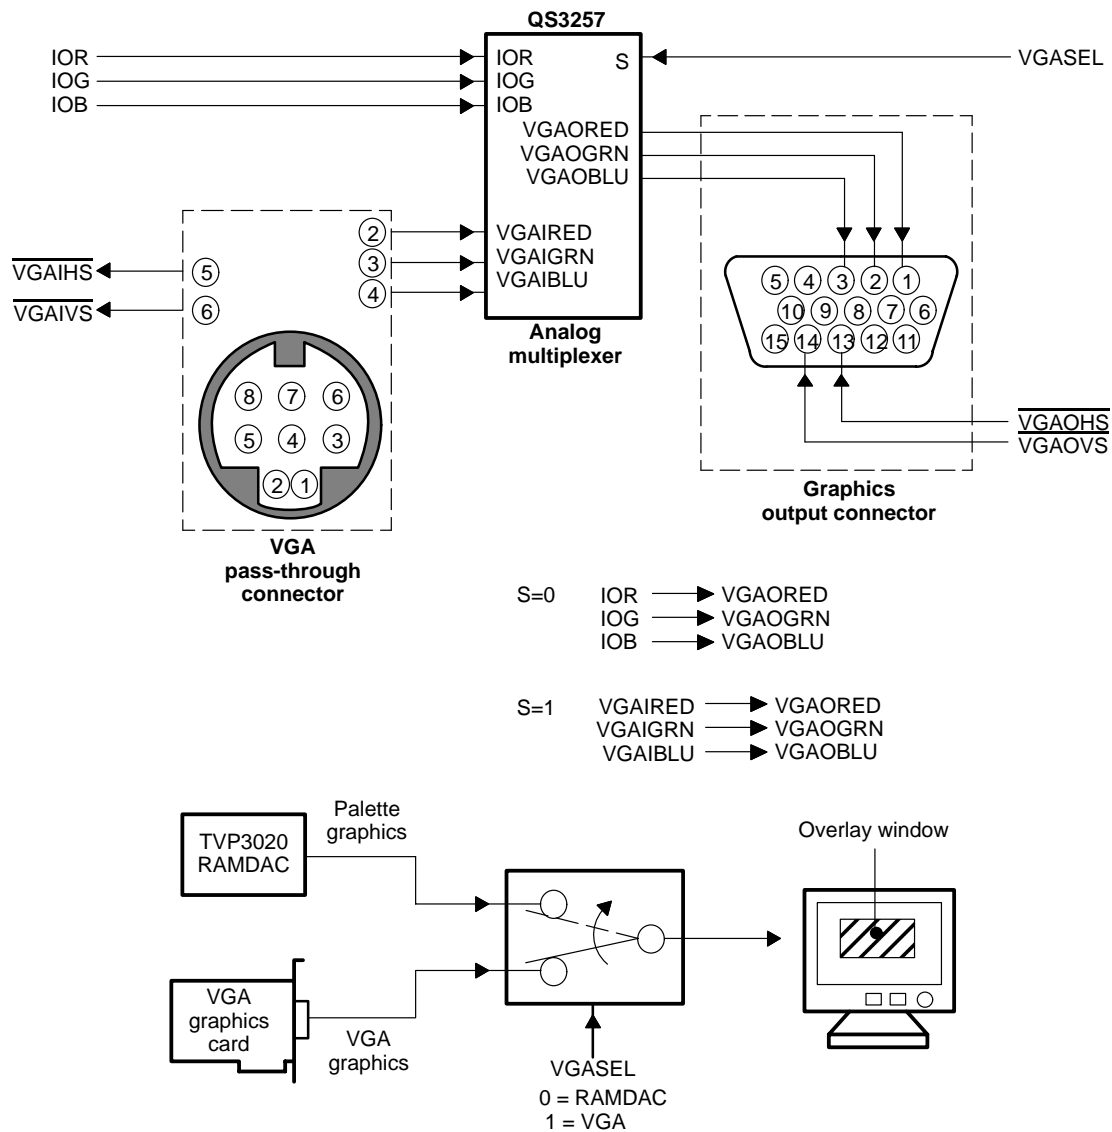 QS3257
IOR
IOG
IOB
IOR
IOG
IOB
S
VGASEL
VGAORED
VGAOGRN
VGAOBLU
VGAIRED
VGAIGRN
VGAIBLU
Analog
multiplexer
2
3
4
5
6
VGAIHS
VGAIVS
8 7 6
5 4 3
2 1
VGA
pass-through
connector
5 4 3 2 1
10 9 8 7 6
15 14 13 12 11
VGAOHS
VGAOVS
Graphics
output connector
S=0 IOR VGAORED
IOG VGAOGRN
IOB VGAOBLU
S=1 VGAIRED VGAORED
VGAIGRN VGAOGRN
VGAIBLU VGAOBLU
TVP3020
RAMDAC
Palette
graphics
VGA
graphics
card
VGA
graphics
VGASEL
0 = RAMDAC
1 = VGA
Overlay window